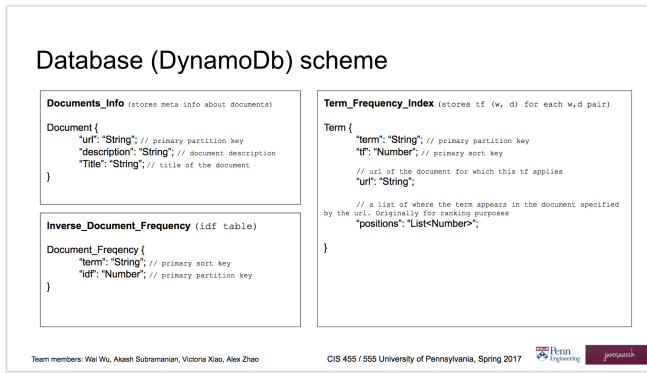 Database (DynamoDb) scheme
Documents_Info (stores meta info about documents)
Document {
"url": "String"; // primary partition key
"description": "String"; // document description
"Title": "String"; // title of the document
}
Inverse_Document_Frequency (idf table)
Document_Freqency {
"term": "String"; // primary sort key
"idf": "Number"; // primary partition key
}
Term_Frequency_Index (stores tf (w, d) for each w,d pair)
Term {
"term": "String"; // primary partition key
"tf": "Number"; // primary sort key
// url of the document for which this tf applies
"url": "String";
// a list of where the term appears in the document specified
by the url. Originally for ranking purposes
"positions": "List<Number>";
}
Team members: Wai Wu, Akash Subramanian, Victoria Xiao, Alex Zhao
CIS 455 / 555 University of Pennsylvania, Spring 2017
Penn
Engineering